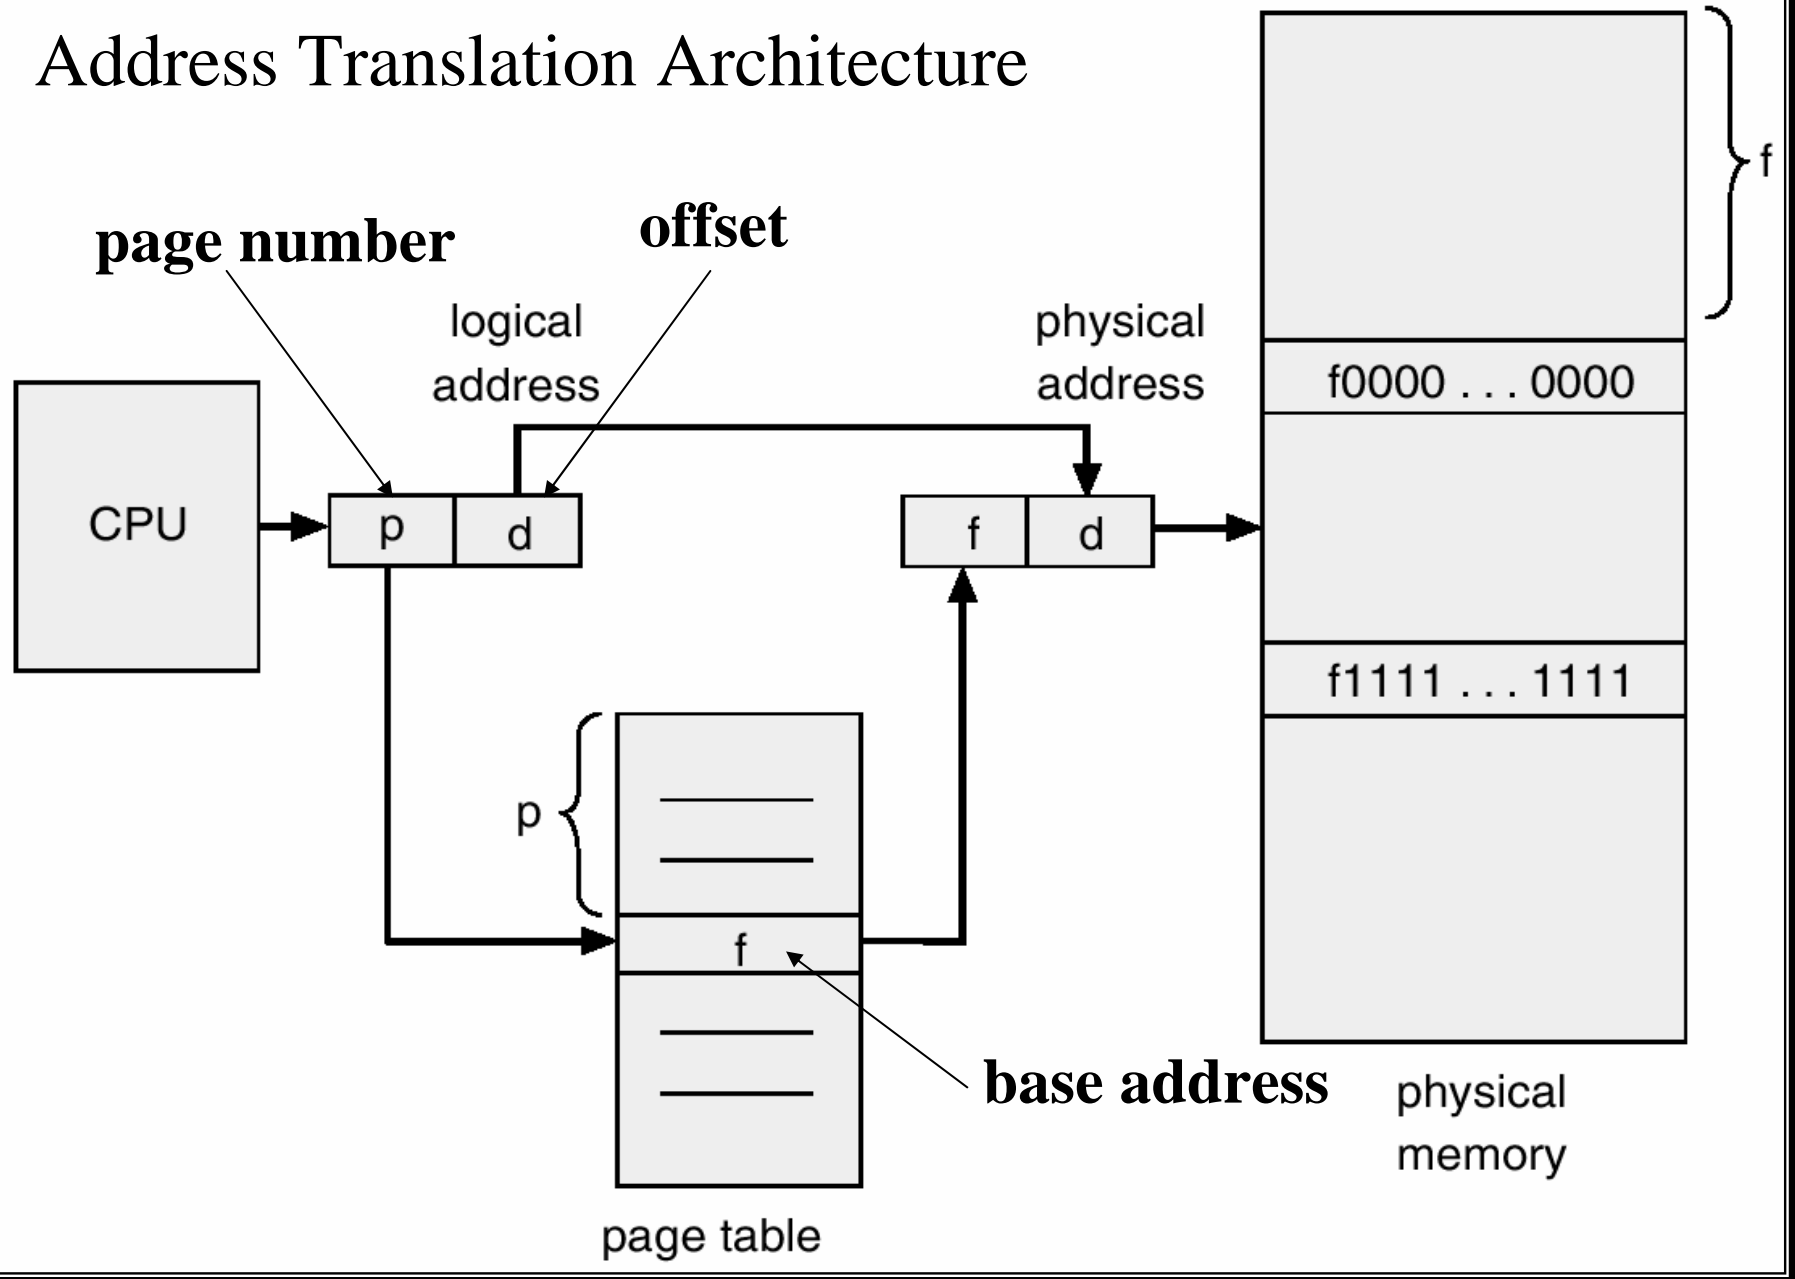 Address Translation Architecture
f
page number
offset
logical
address
physical
address
f0000 . . . 0000
CPU
p
d
f
d
f1111 . . . 1111
p
f
base address
physical
memory
page table